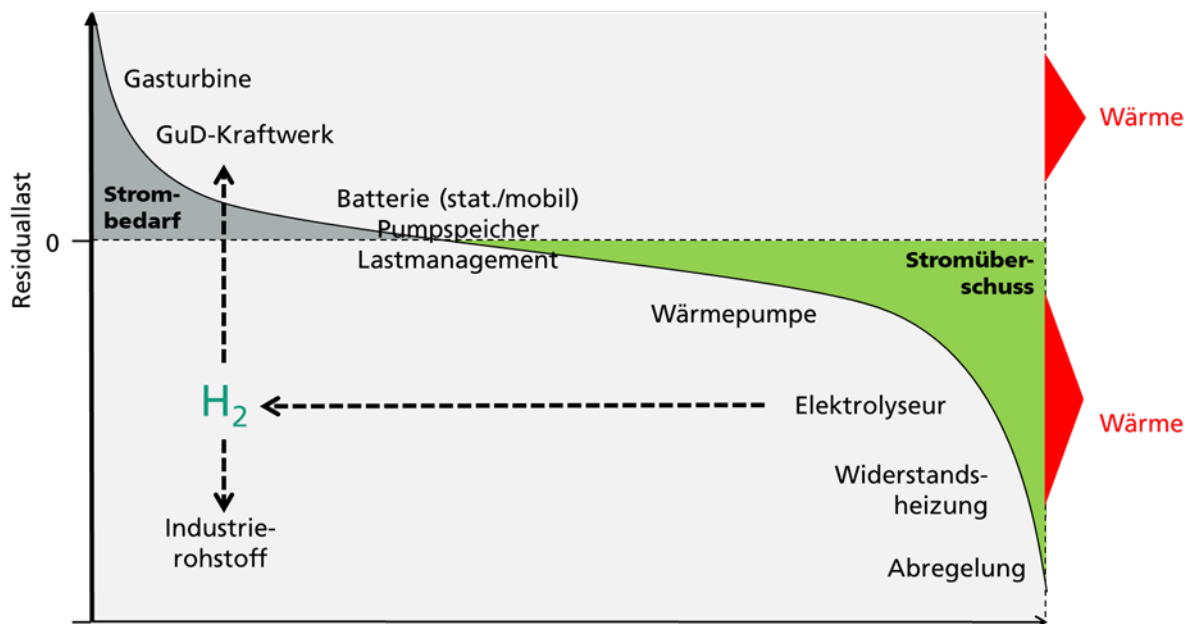 Gasturbine
GuD-Kraftwerk
Wärme
Strom-
bedarf
Batterie (stat./mobil)
Pumpspeicher
Lastmanagement
0
Residuallast
Stromüber-
schuss
Wärmepumpe
H₂
Elektrolyseur
Wärme
Widerstands-
heizung
Industrie-
rohstoff
Abregelung